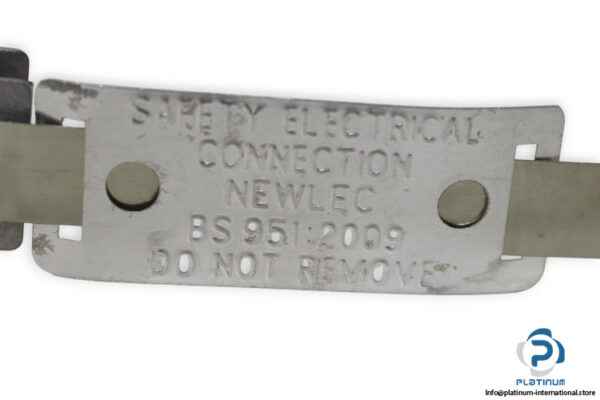 SAFETY ELECTRICAL
CONNECTION
NEWLEC
BS 951:2009
DO NOT REMOVE
PLATINUM
Info@platinum-international.store